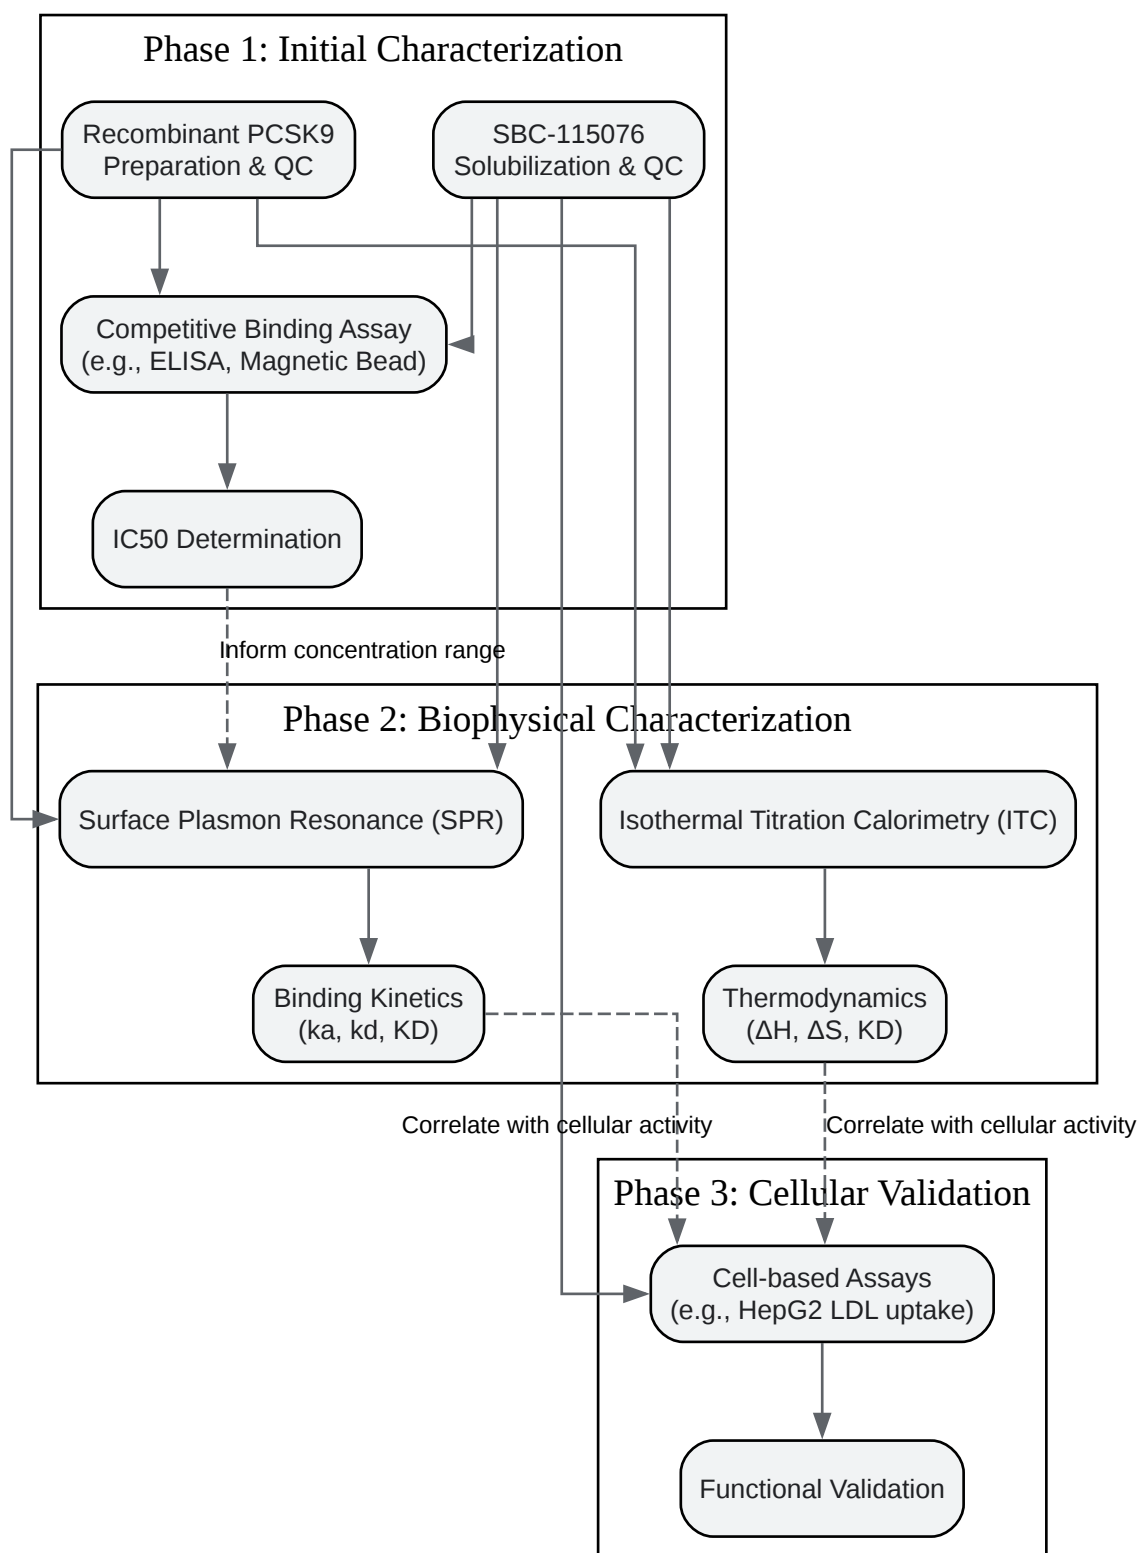 Phase 1: Initial Characterization
Recombinant PCSK9
Preparation & QC
SBC-115076
Solubilization & QC
Competitive Binding Assay
(e.g., ELISA, Magnetic Bead)
IC50 Determination
Inform concentration range
Phase 2: Biophysical Characterization
Surface Plasmon Resonance (SPR)
Isothermal Titration Calorimetry (ITC)
Binding Kinetics
(ka, kd, KD)
Thermodynamics
(ΔH, ΔS, KD)
Correlate with cellular activity
Correlate with cellular activity
Phase 3: Cellular Validation
Cell-based Assays
(e.g., HepG2 LDL uptake)
Functional Validation